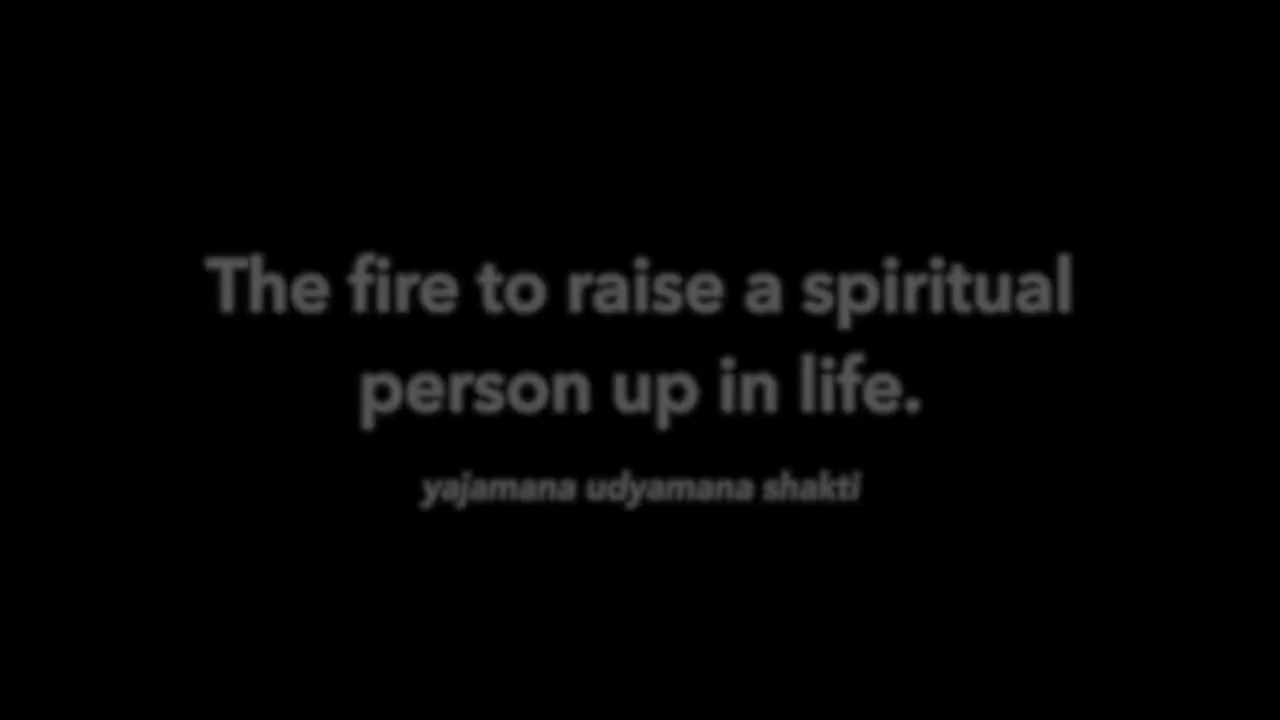 The fire to raise a spiritual
person up in life.
yajamana udyamana shakti